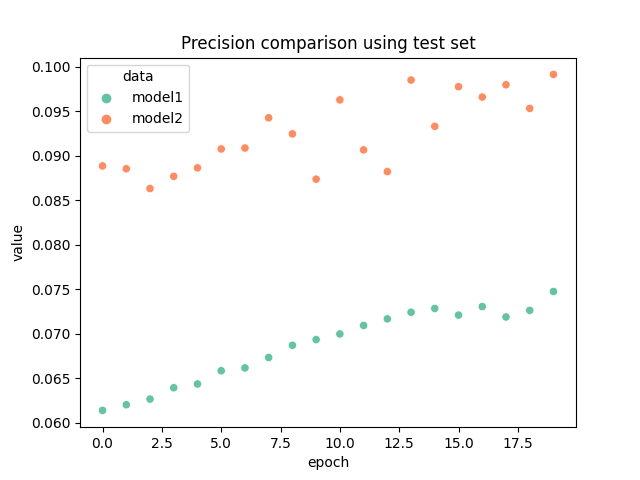 Precision comparison using test set
data
model1
model2
value
0.100
0.095
0.090
0.085
0.080
0.075
0.070
0.065
0.060
0.0 2.5 5.0 7.5 10.0 12.5 15.0 17.5
epoch